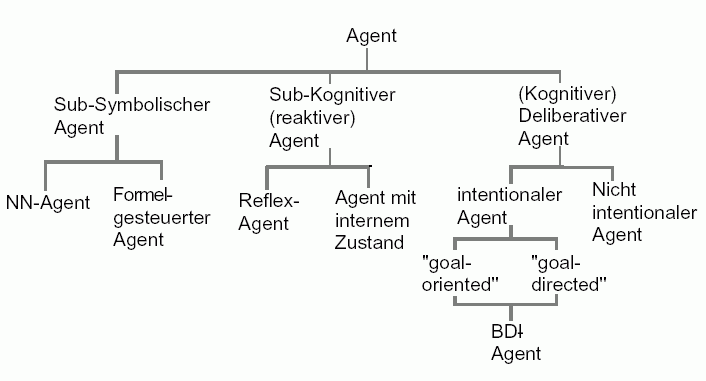 Agent
Sub-Symbolischer
Agent
Sub-Kognitiver
(reaktiver)
Agent
(Kognitiver)
Deliberativer
Agent
NN-Agent
Formel-
gesteuerter
Agent
Reflex-
Agent
Agent mit
internem
Zustand
intentionaler
Agent
Nicht
intentionaler
Agent
"goal-
oriented"
"goal-
directed"
BDI-
Agent